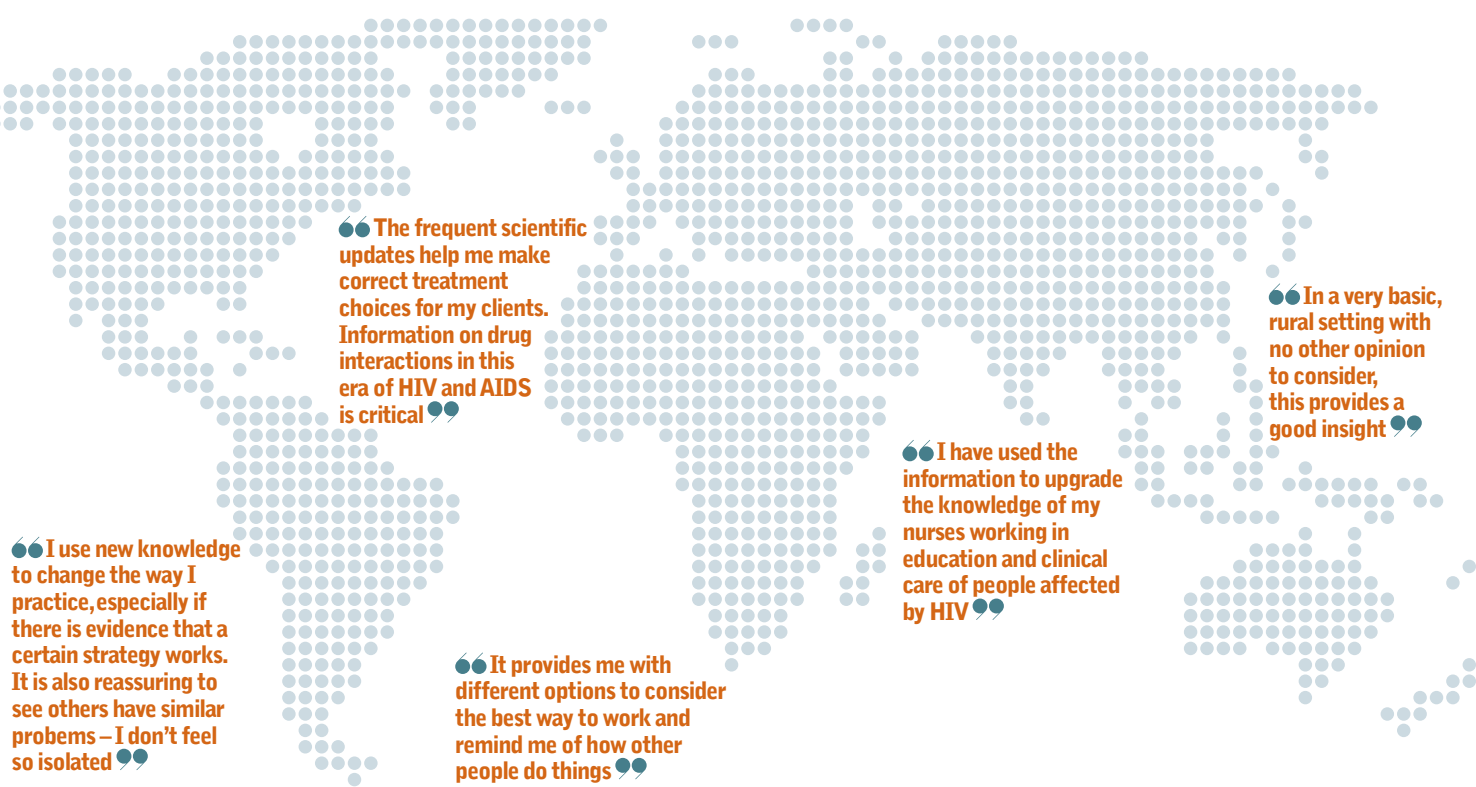 “The frequent scientific
updates help me make
correct treatment
choices for my clients.
Information on drug
interactions in this
era of HIV and AIDS
is critical”
“In a very basic,
rural setting with
no other opinion
to consider,
this provides a
good insight”
“I have used the
information to upgrade
the knowledge of my
nurses working in
education and clinical
care of people affected
by HIV”
“I use new knowledge
to change the way I
practice, especially if
there is evidence that a
certain strategy works.
It is also reassuring to
see others have similar
probems – I don’t feel
so isolated”
“It provides me with
different options to consider
the best way to work and
remind me of how other
people do things”